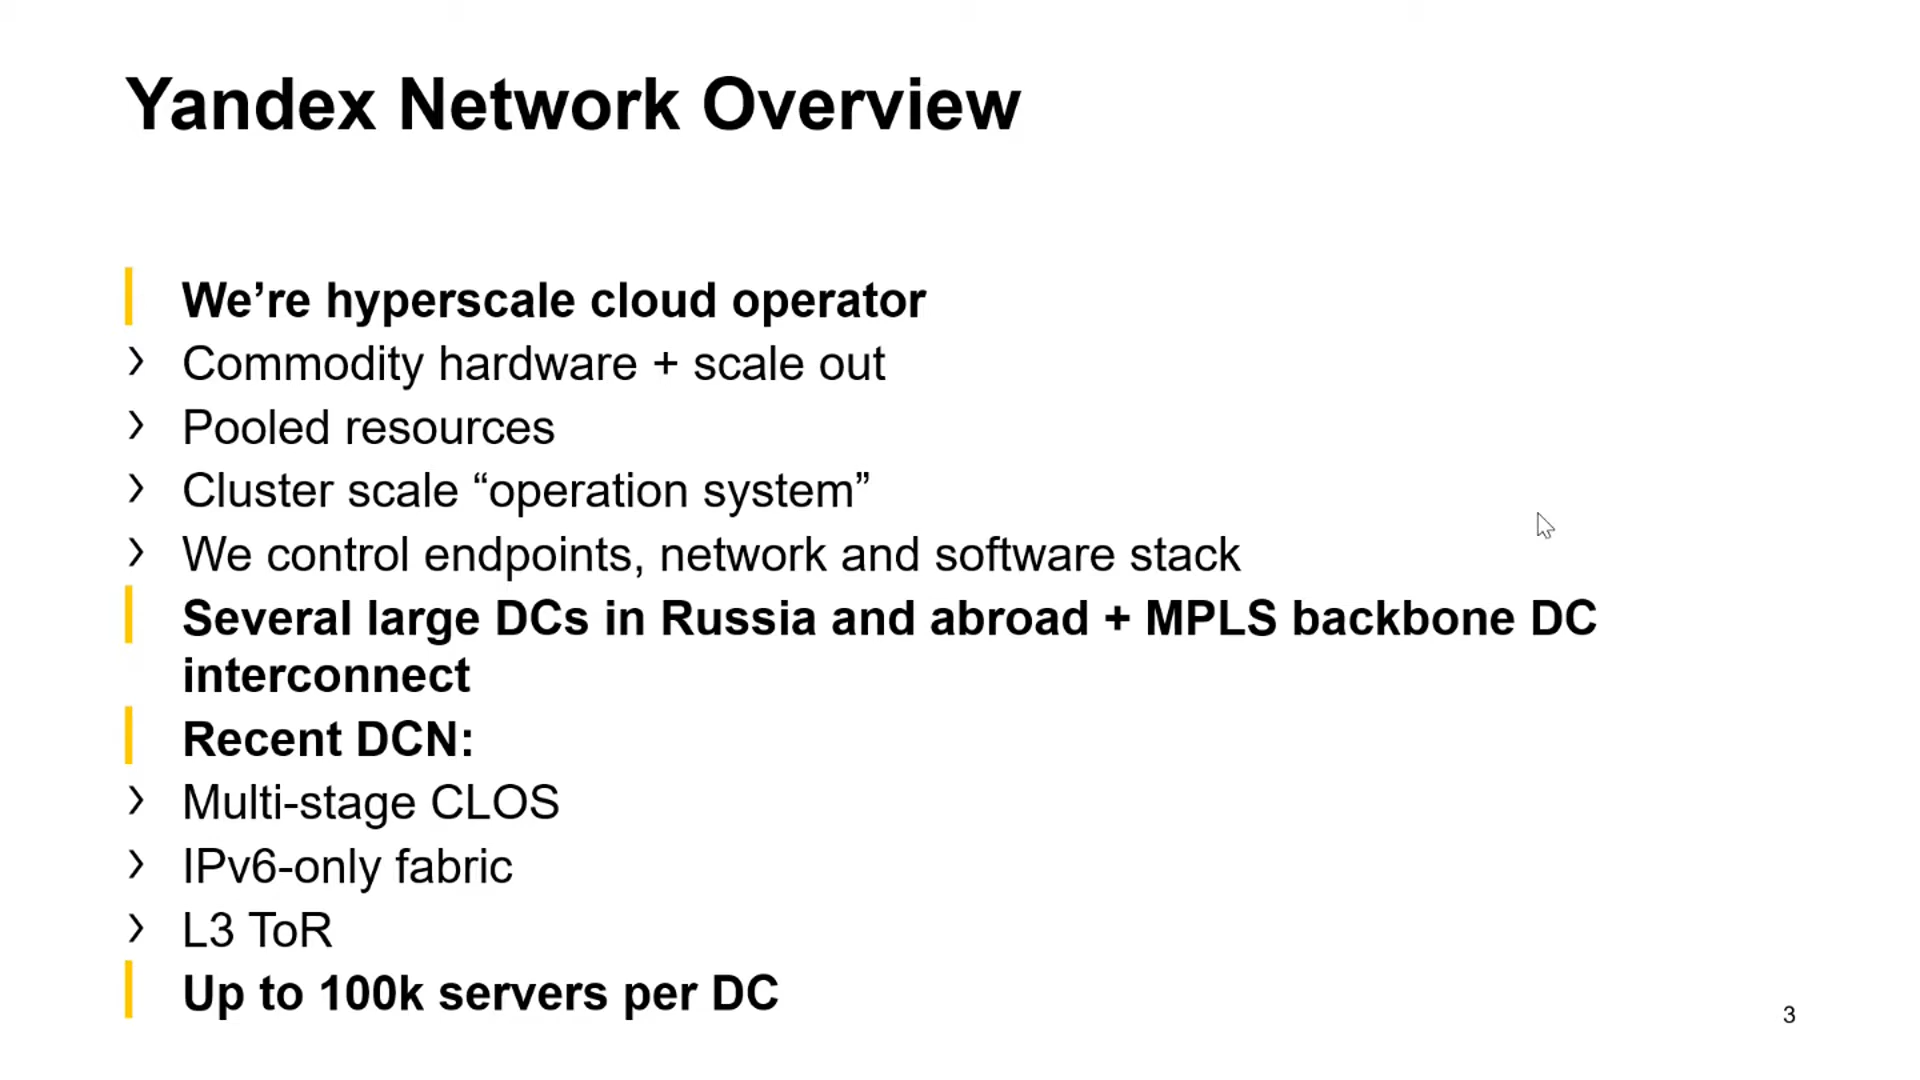 Yandex Network Overview
We’re hyperscale cloud operator
Commodity hardware + scale out
Pooled resources
Cluster scale “operation system”
We control endpoints, network and software stack
Several large DCs in Russia and abroad + MPLS backbone DC
interconnect
Recent DCN:
Multi-stage CLOS
IPv6-only fabric
L3 ToR
Up to 100k servers per DC
3